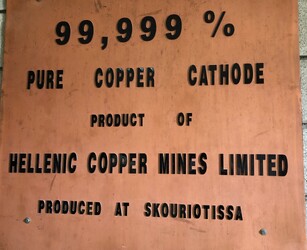 99,999 %
PURE COPPER CATHODE
PRODUCT OF
HELLENIC COPPER MINES LIMITED
PRODUCED AT SKOURIOTISSA